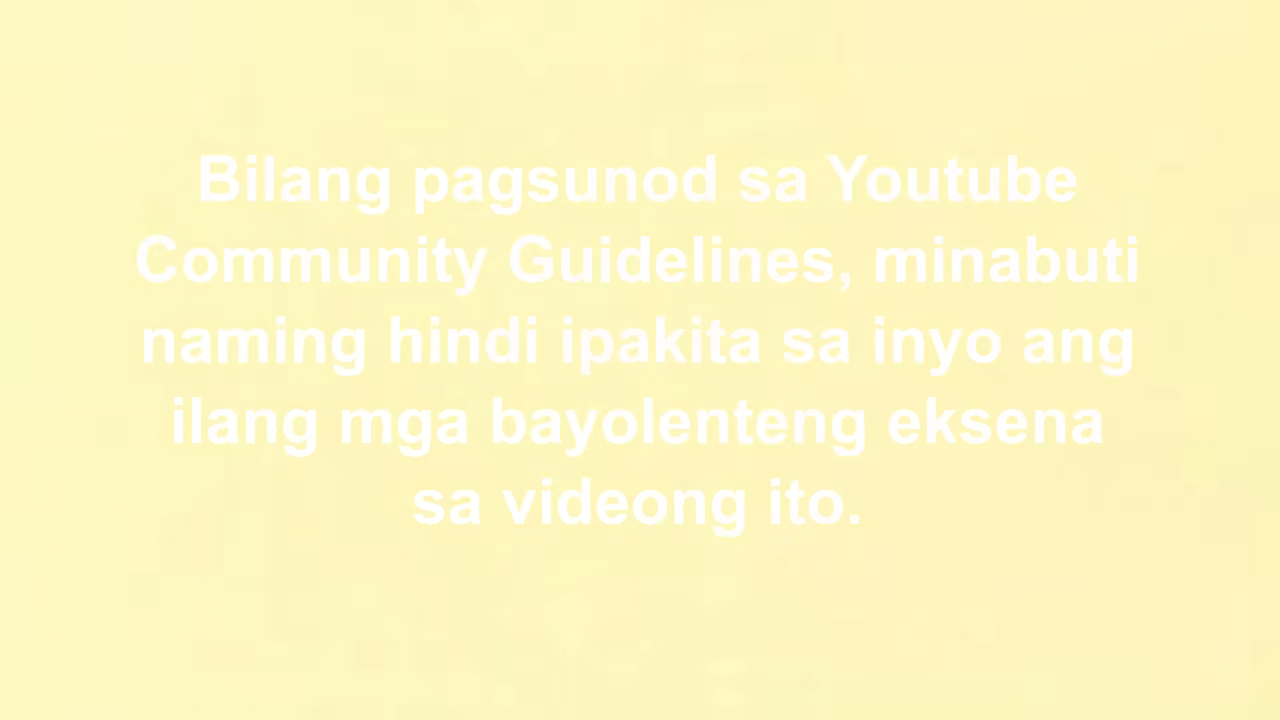 Bilang pagsunod sa Youtube
Community Guidelines, minabuti
naming hindi ipakita sa inyo ang
ilang mga bayolenteng eksena
sa videong ito.